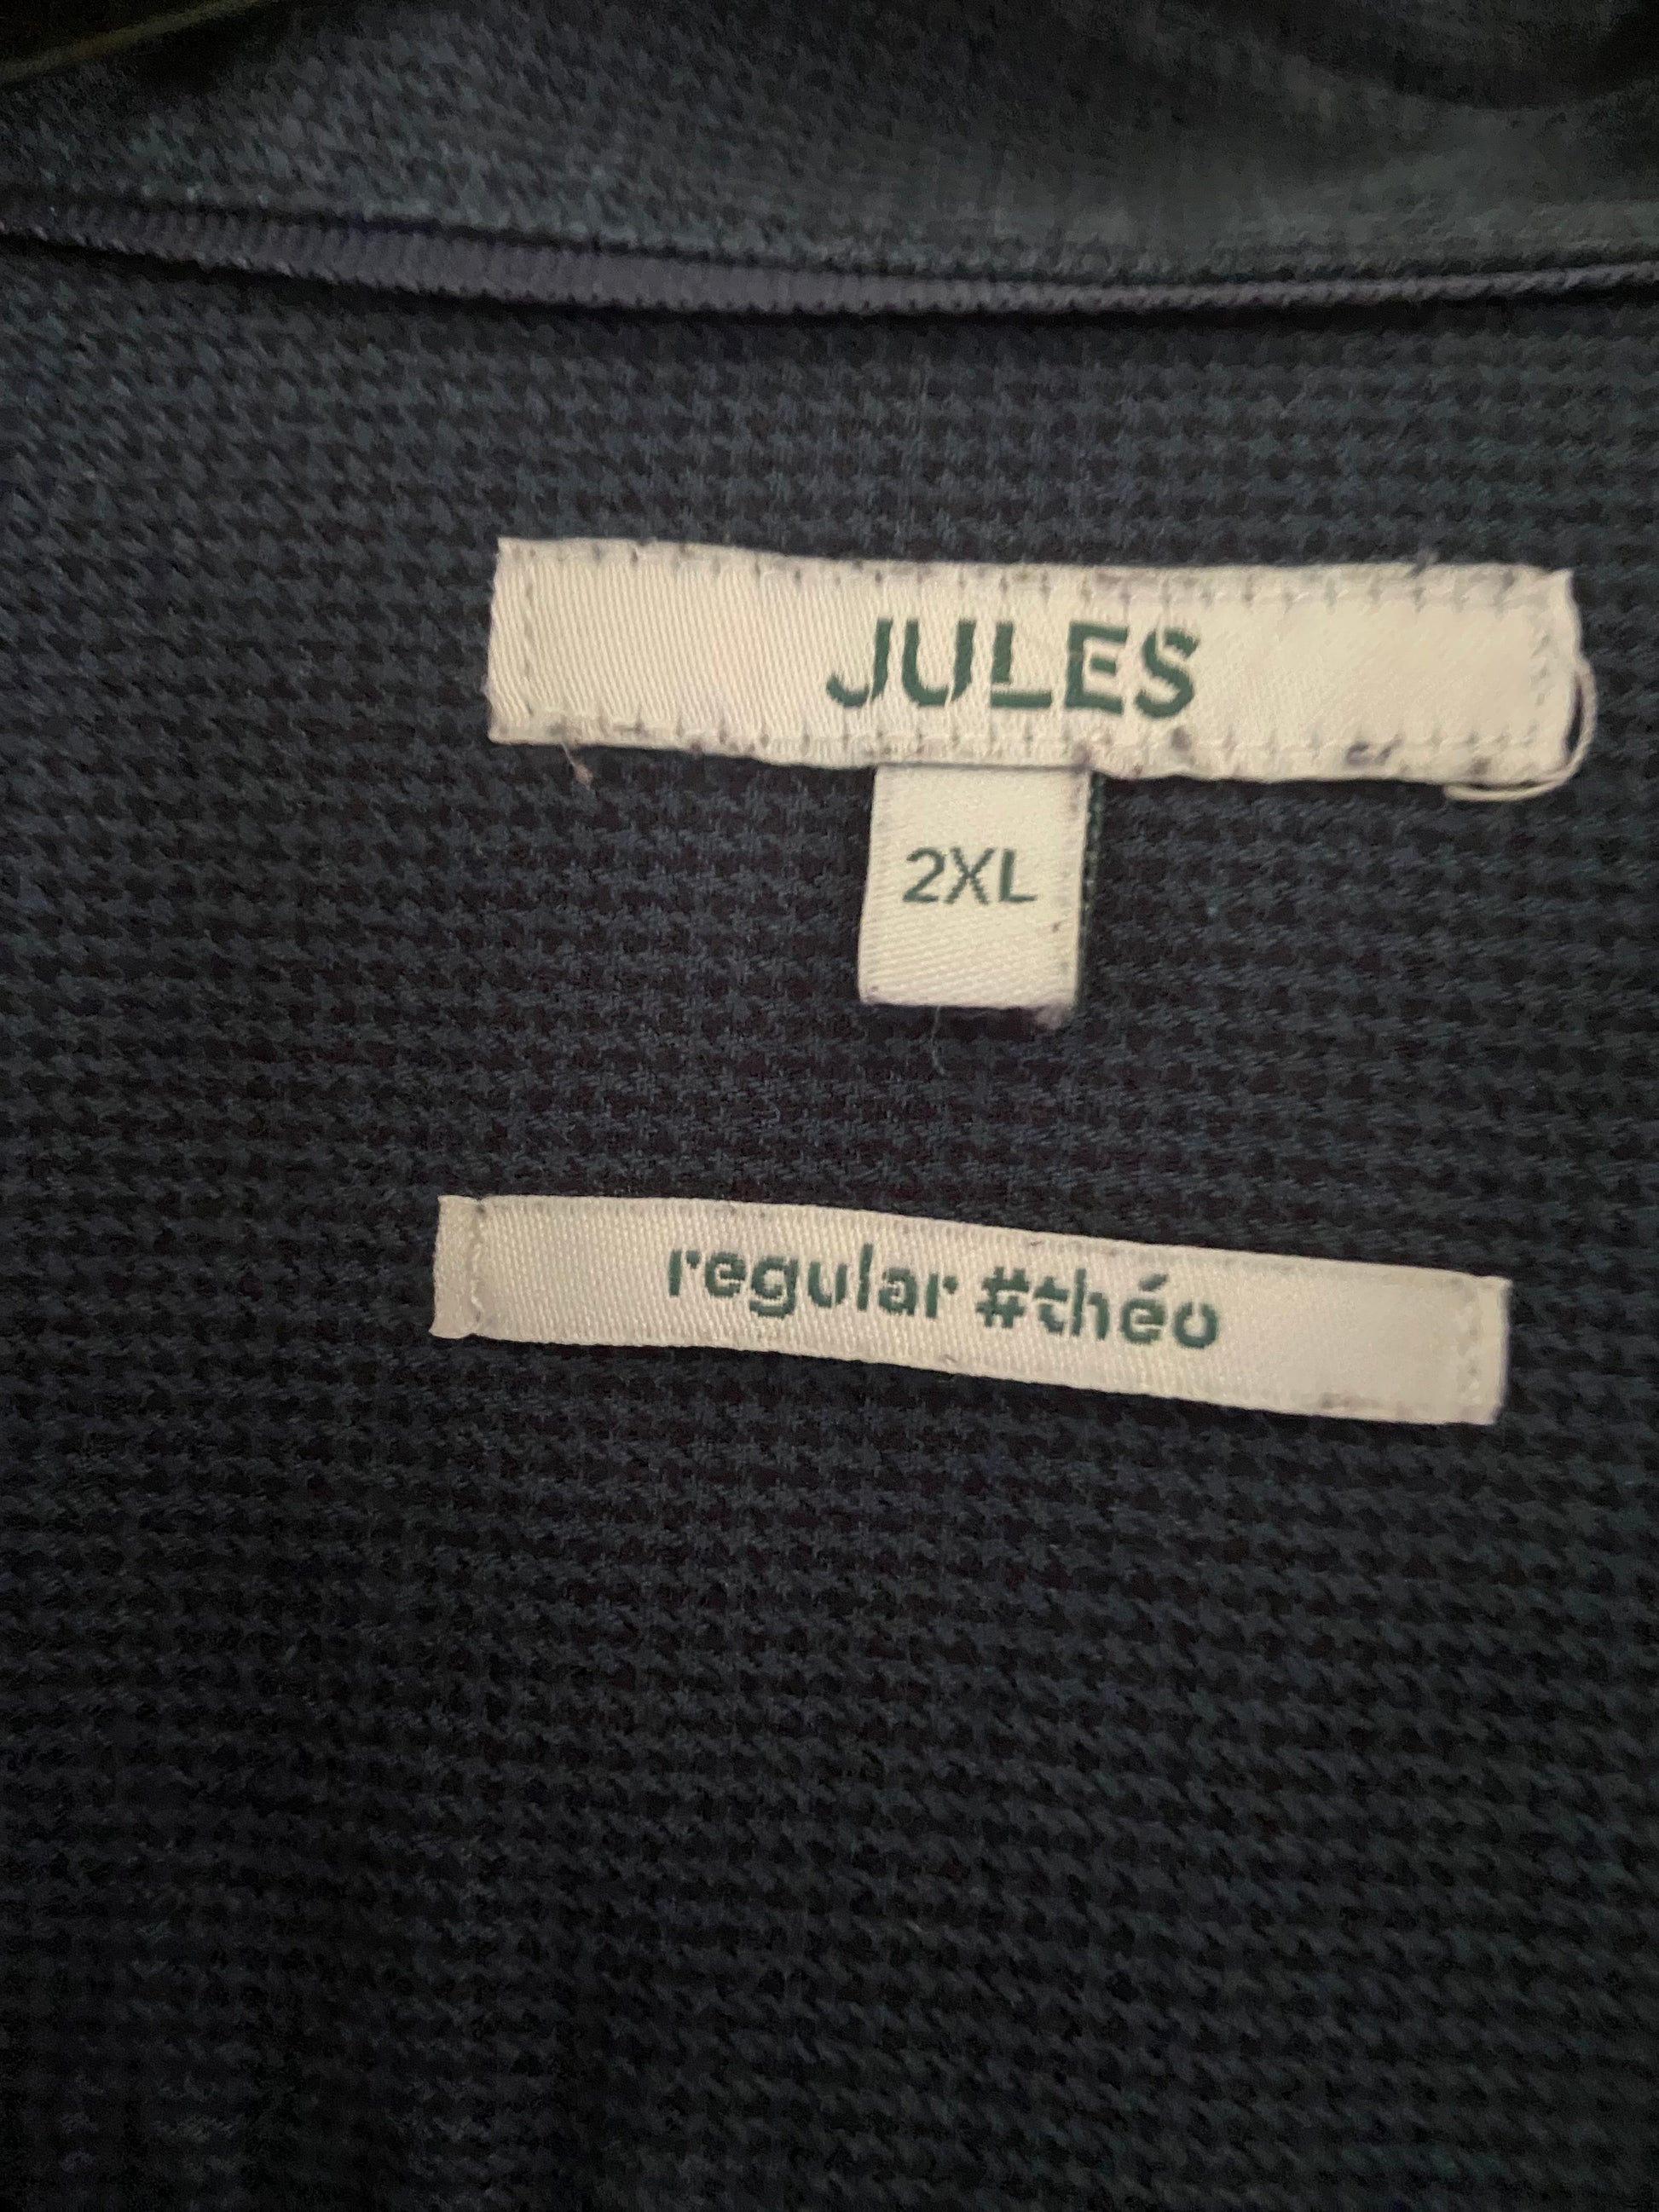 JULES
2XL
regular #théo